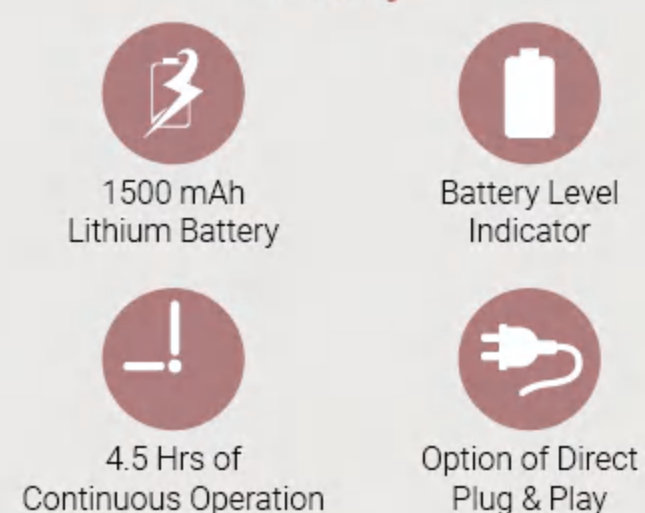 1500 mAh
Lithium Battery
Battery Level
Indicator
4.5 Hrs of
Continuous Operation
Option of Direct
Plug & Play